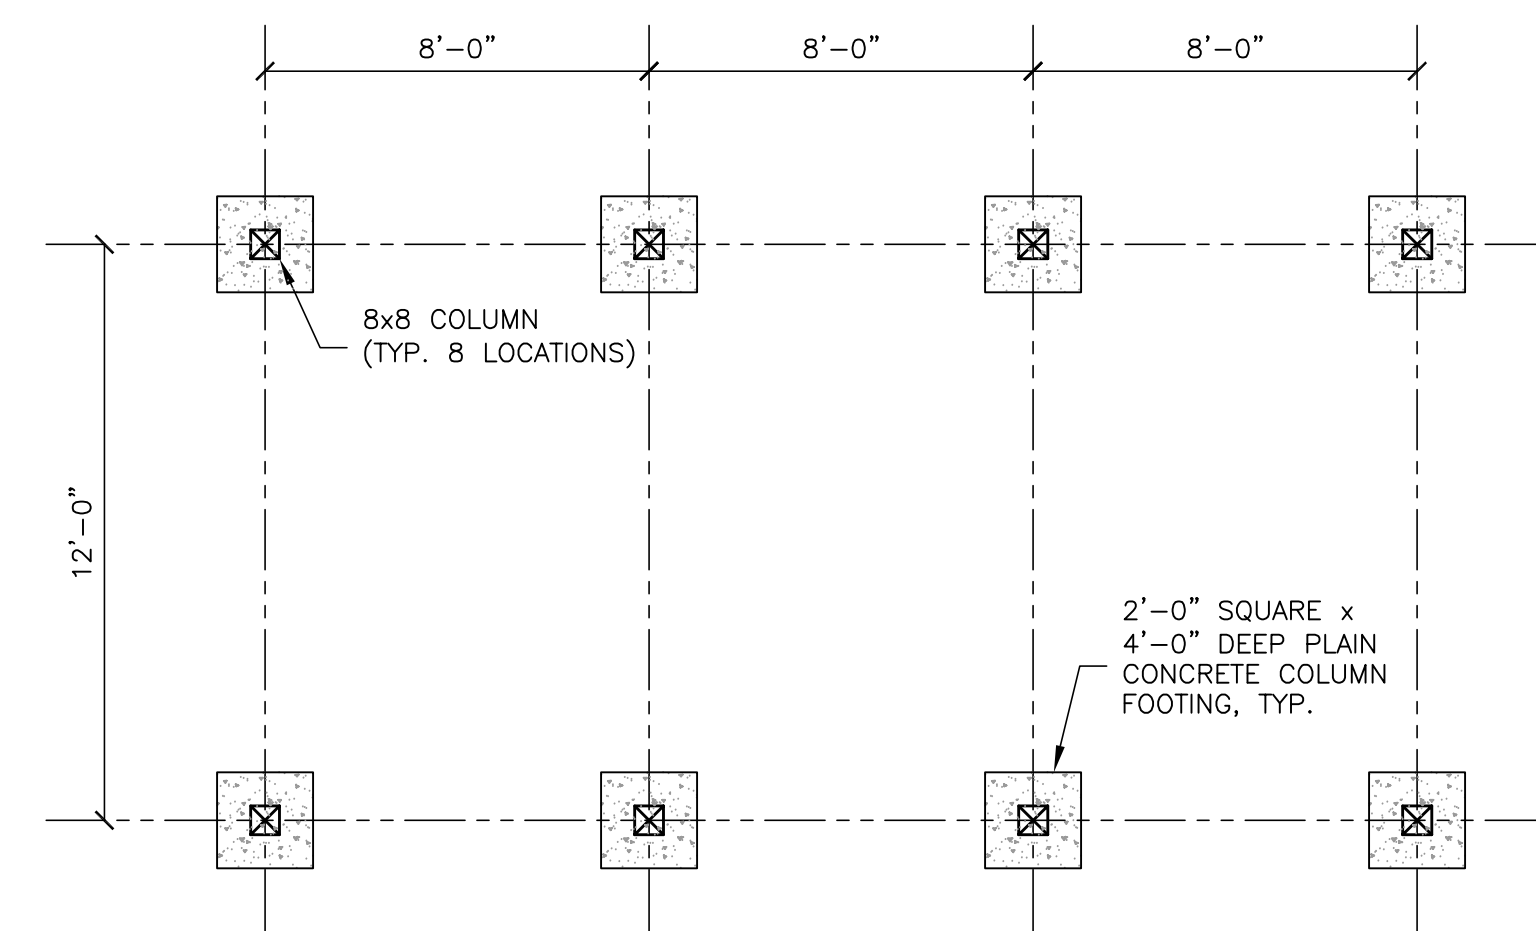 8'-0" 8'-0" 8'-0"
8x8 COLUMN
(TYP. 8 LOCATIONS)
12'-0"
2'-0" SQUARE x
4'-0" DEEP PLAIN
CONCRETE COLUMN
FOOTING, TYP.